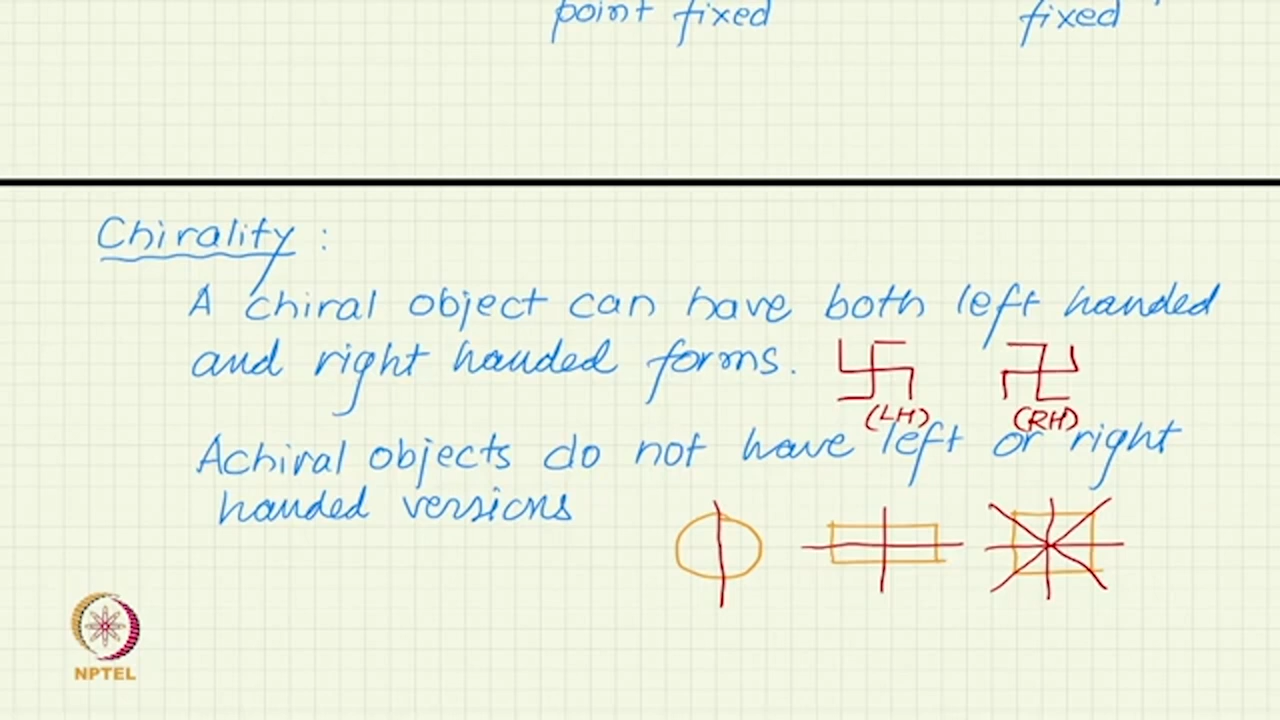 point fixed fixed
Chirality :
A chiral object can have both left handed
and right handed forms.
(LH) (RH)
Achiral objects do not have left or right
handed versions
NPTEL